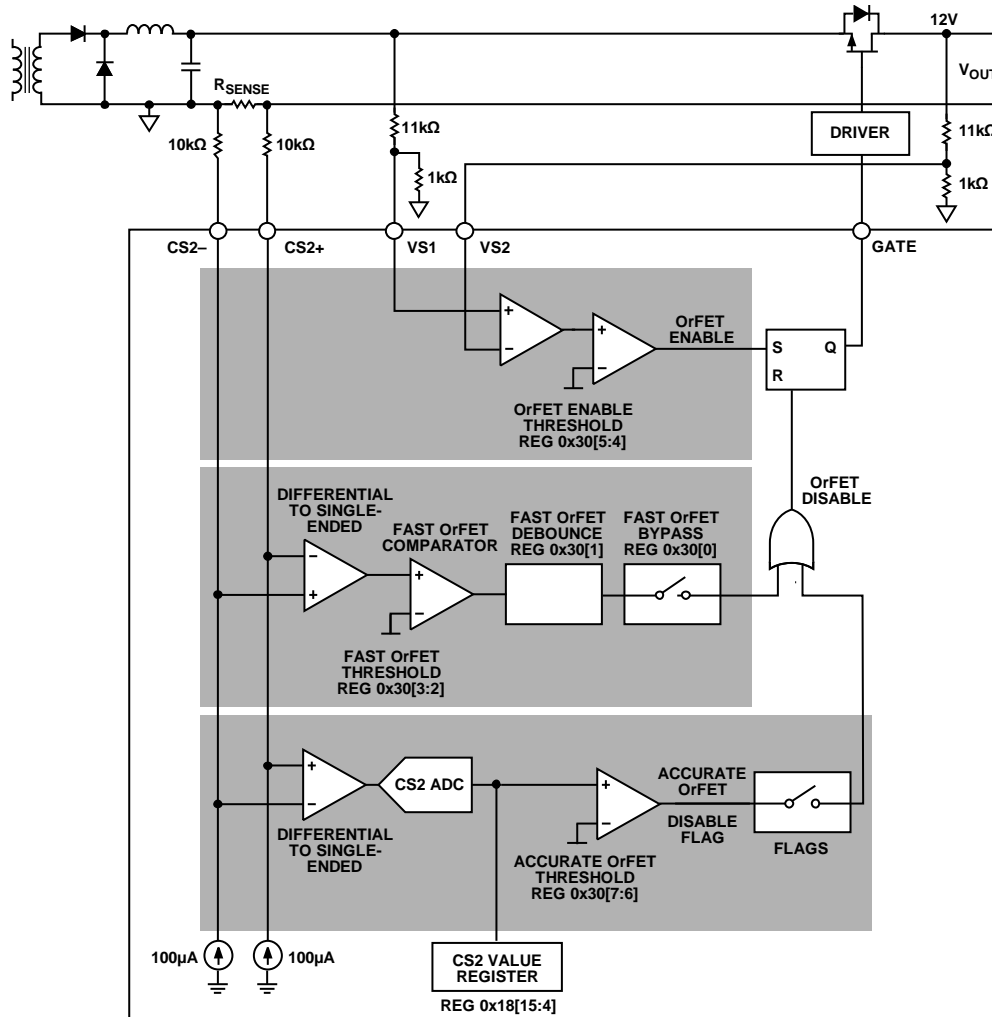 12V
VOUT
RSENSE
10kΩ
10kΩ
11kΩ
1kΩ
DRIVER
11kΩ
1kΩ
CS2–
CS2+
VS1
VS2
GATE
+
–
+
–
OrFET
ENABLE
S
Q
R
OrFET ENABLE
THRESHOLD
REG 0x30[5:4]
OrFET
DISABLE
DIFFERENTIAL
TO SINGLE-
ENDED
FAST OrFET
COMPARATOR
FAST OrFET
DEBOUNCE
REG 0x30[1]
FAST OrFET
BYPASS
REG 0x30[0]
–
+
+
–
FAST OrFET
THRESHOLD
REG 0x30[3:2]
+
–
CS2 ADC
+
–
ACCURATE
OrFET
DISABLE
FLAG
FLAGS
DIFFERENTIAL
TO SINGLE-
ENDED
ACCURATE OrFET
THRESHOLD
REG 0x30[7:6]
100µA
100µA
CS2 VALUE
REGISTER
REG 0x18[15:4]